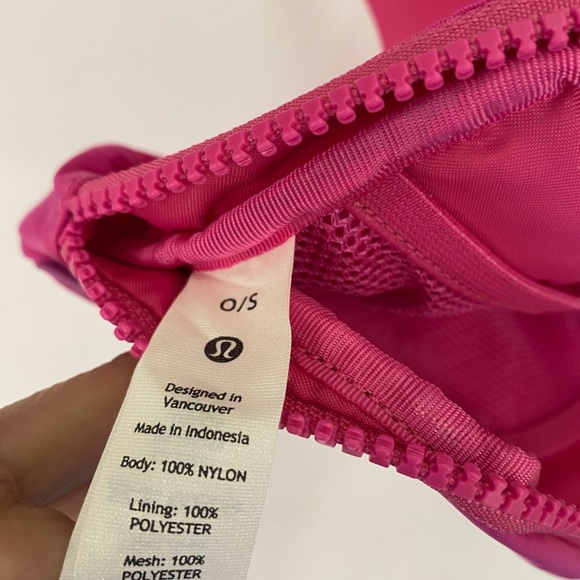 O/S
Designed in
Vancouver
Made in Indonesia
Body: 100% NYLON
Lining: 100%
POLYESTER
Mesh: 100%
POLYESTER